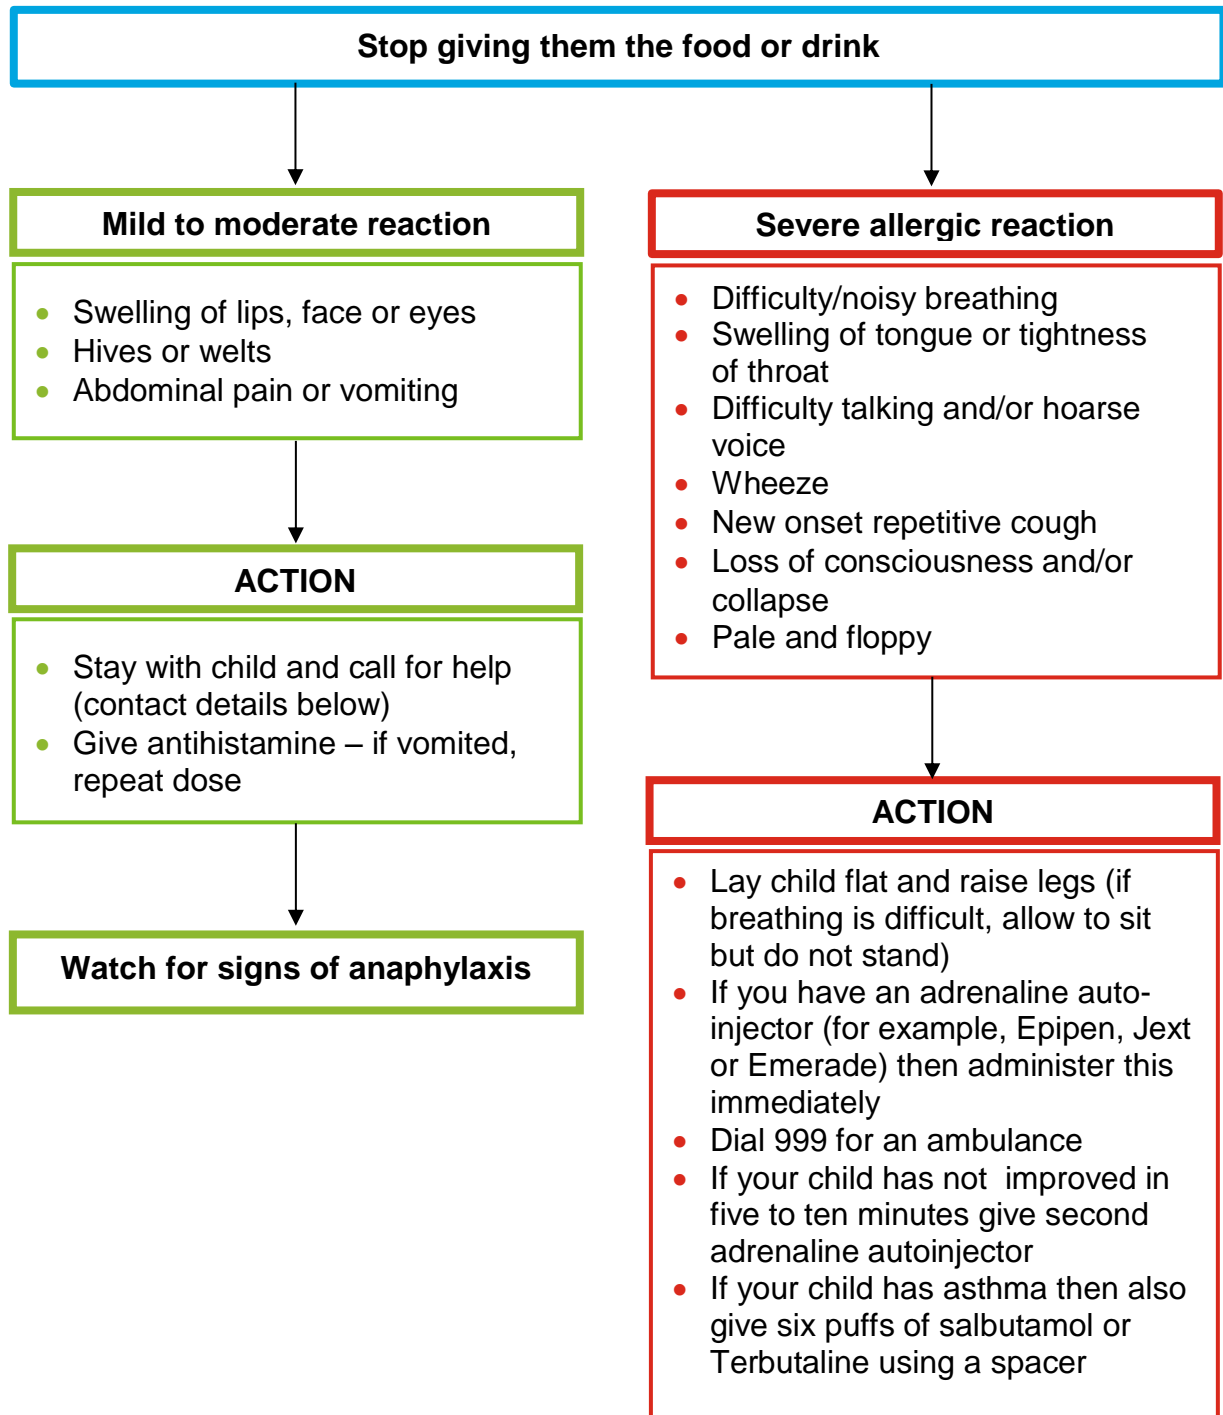 Stop giving them the food or drink
Mild to moderate reaction
• Swelling of lips, face or eyes
• Hives or welts
• Abdominal pain or vomiting
ACTION
• Stay with child and call for help
(contact details below)
• Give antihistamine – if vomited,
repeat dose
Watch for signs of anaphylaxis
Severe allergic reaction
• Difficulty/noisy breathing
• Swelling of tongue or tightness
of throat
• Difficulty talking and/or hoarse
voice
• Wheeze
• New onset repetitive cough
• Loss of consciousness and/or
collapse
• Pale and floppy
ACTION
• Lay child flat and raise legs (if
breathing is difficult, allow to sit
but do not stand)
• If you have an adrenaline auto-
injector (for example, Epipen, Jext
or Emerade) then administer this
immediately
• Dial 999 for an ambulance
• If your child has not  improved in
five to ten minutes give second
adrenaline autoinjector
• If your child has asthma then also
give six puffs of salbutamol or
Terbutaline using a spacer